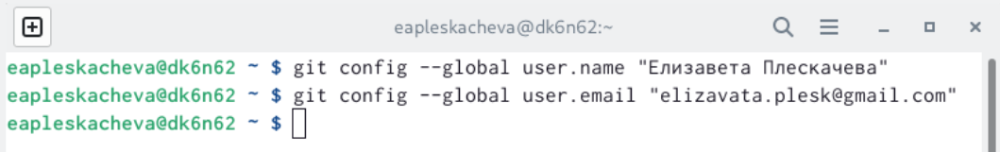 eapleskacheva@dk6n62:~
eapleskacheva@dk6n62 ~ $ git config --global user.name "Елизавета Плескачева"
eapleskacheva@dk6n62 ~ $ git config --global user.email "elizavata.plesk@gmail.com"
eapleskacheva@dk6n62 ~ $